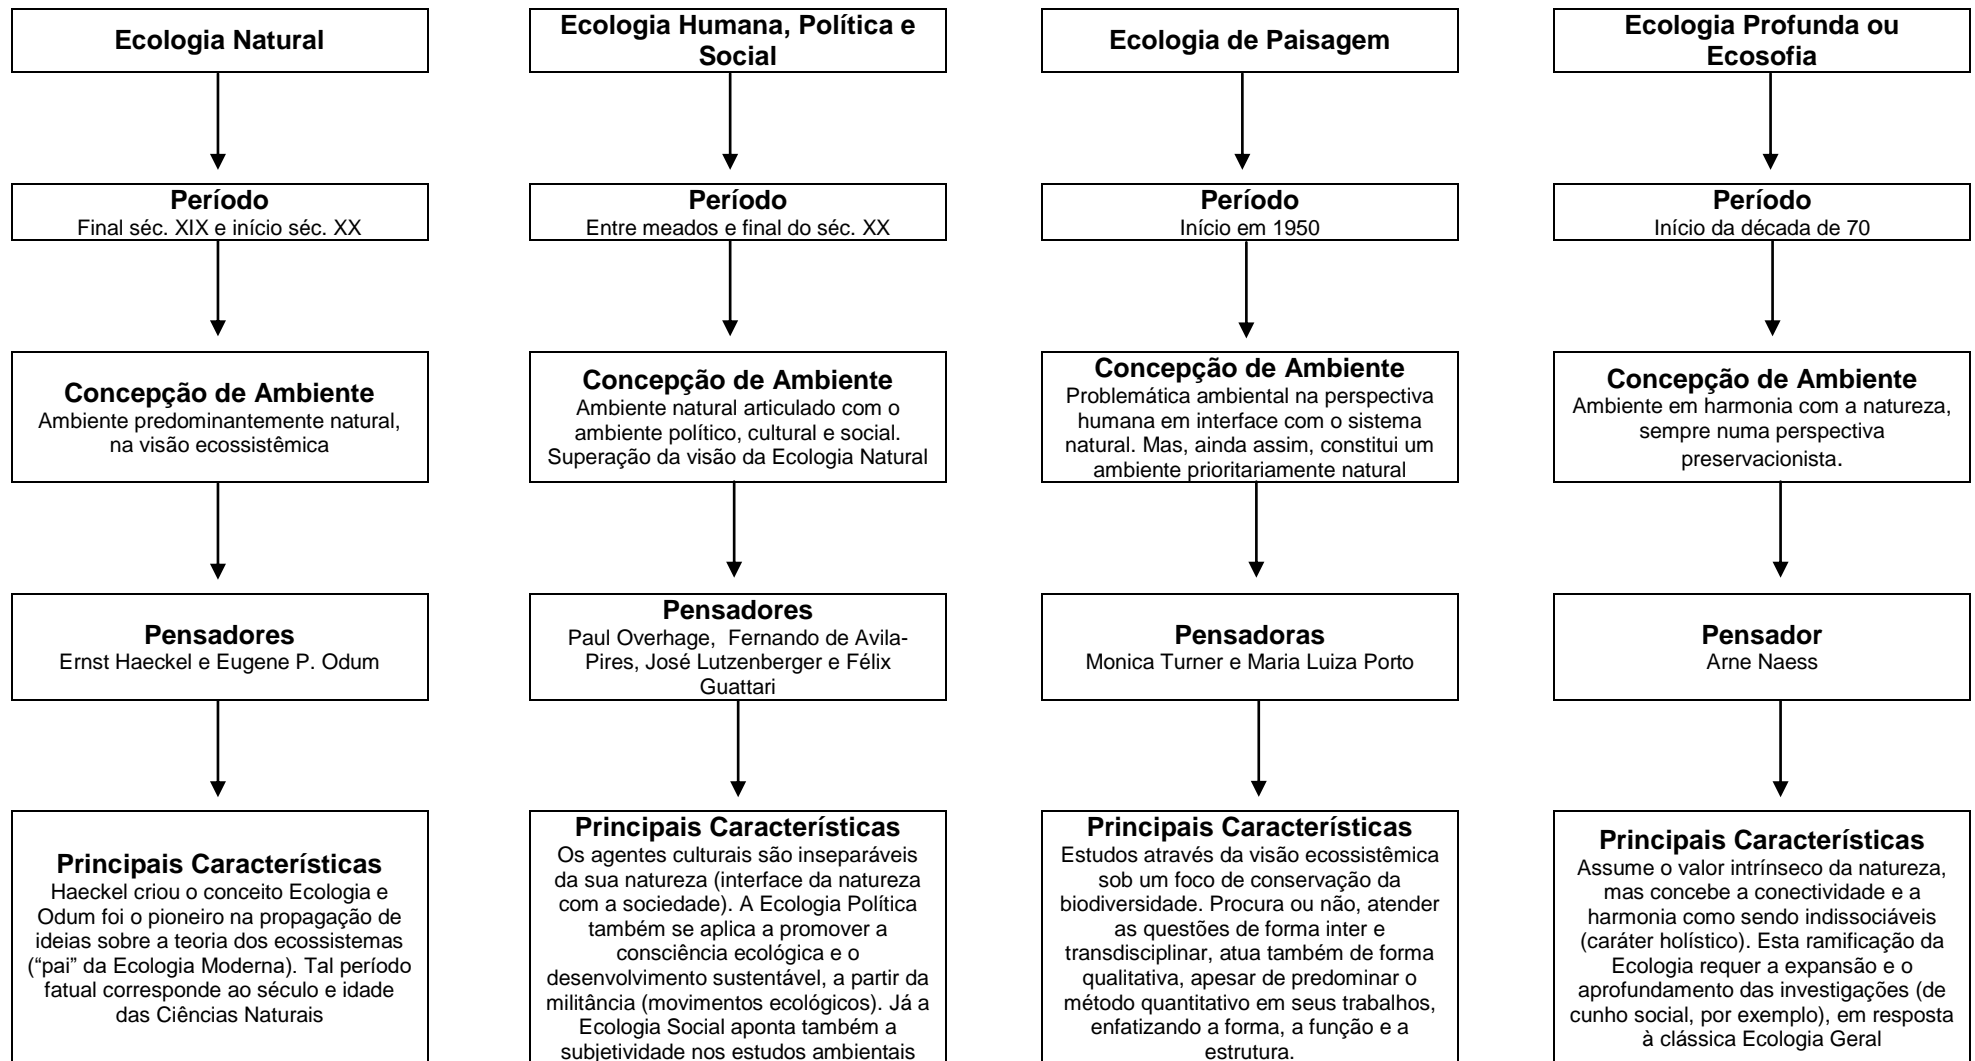 Ecologia Natural
Período
Final séc. XIX e início séc. XX
Concepção de Ambiente
Ambiente predominantemente natural,
na visão ecossistêmica
Pensadores
Ernst Haeckel e Eugene P. Odum
Principais Características
Haeckel criou o conceito Ecologia e
Odum foi o pioneiro na propagação de
ideias sobre a teoria dos ecossistemas
(“pai” da Ecologia Moderna). Tal período
fatual corresponde ao século e idade
das Ciências Naturais
Ecologia Humana, Política e
Social
Período
Entre meados e final do séc. XX
Concepção de Ambiente
Ambiente natural articulado com o
ambiente político, cultural e social.
Superação da visão da Ecologia Natural
Pensadores
Paul Overhage, Fernando de Avila-
Pires, José Lutzenberger e Félix
Guattari
Principais Características
Os agentes culturais são inseparáveis
da sua natureza (interface da natureza
com a sociedade). A Ecologia Política
também se aplica a promover a
consciência ecológica e o
desenvolvimento sustentável, a partir da
militância (movimentos ecológicos). Já a
Ecologia Social aponta também a
subjetividade nos estudos ambientais
Ecologia de Paisagem
Período
Início em 1950
Concepção de Ambiente
Problemática ambiental na perspectiva
humana em interface com o sistema
natural. Mas, ainda assim, constitui um
ambiente prioritariamente natural
Pensadoras
Monica Turner e Maria Luiza Porto
Principais Características
Estudos através da visão ecossistêmica
sob um foco de conservação da
biodiversidade. Procura ou não, atender
as questões de forma inter e
transdisciplinar, atua também de forma
qualitativa, apesar de predominar o
método quantitativo em seus trabalhos,
enfatizando a forma, a função e a
estrutura.
Ecologia Profunda ou
Ecosofia
Período
Início da década de 70
Concepção de Ambiente
Ambiente em harmonia com a natureza,
sempre numa perspectiva
preservacionista.
Pensador
Arne Naess
Principais Características
Assume o valor intrínseco da natureza,
mas concebe a conectividade e a
harmonia como sendo indissociáveis
(caráter holístico). Esta ramificação da
Ecologia requer a expansão e o
aprofundamento das investigações (de
cunho social, por exemplo), em resposta
à clássica Ecologia Geral